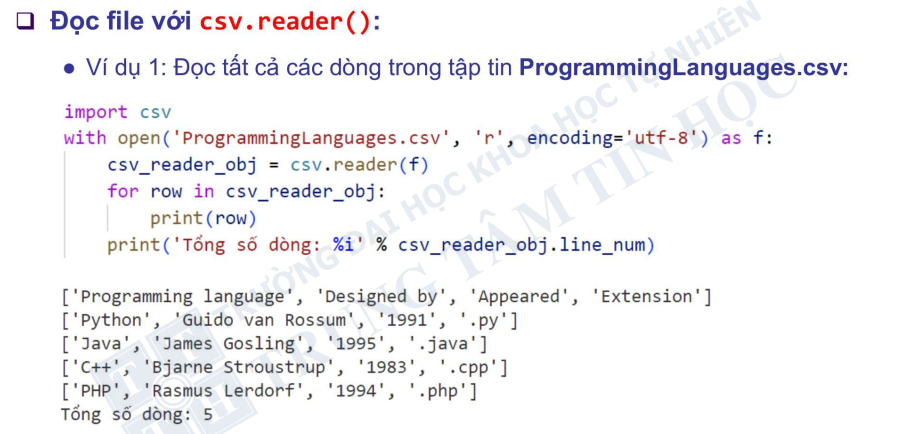 ❑ Đọc file với csv.reader():
● Ví dụ 1: Đọc tất cả các dòng trong tập tin ProgrammingLanguages.csv:
import csv
with open('ProgrammingLanguages.csv', 'r', encoding='utf-8') as f:
    csv_reader_obj = csv.reader(f)
    for row in csv_reader_obj:
        print(row)
    print('Tổng số dòng: %i' % csv_reader_obj.line_num)
['Programming language', 'Designed by', 'Appeared', 'Extension']
['Python', 'Guido van Rossum', '1991', '.py']
['Java', 'James Gosling', '1995', '.java']
['C++', 'Bjarne Stroustrup', '1983', '.cpp']
['PHP', 'Rasmus Lerdorf', '1994', '.php']
Tổng số dòng: 5
TRƯỜNG ĐẠI HỌC KHOA HỌC TỰ NHIÊN
TRUNG TÂM TIN HỌC